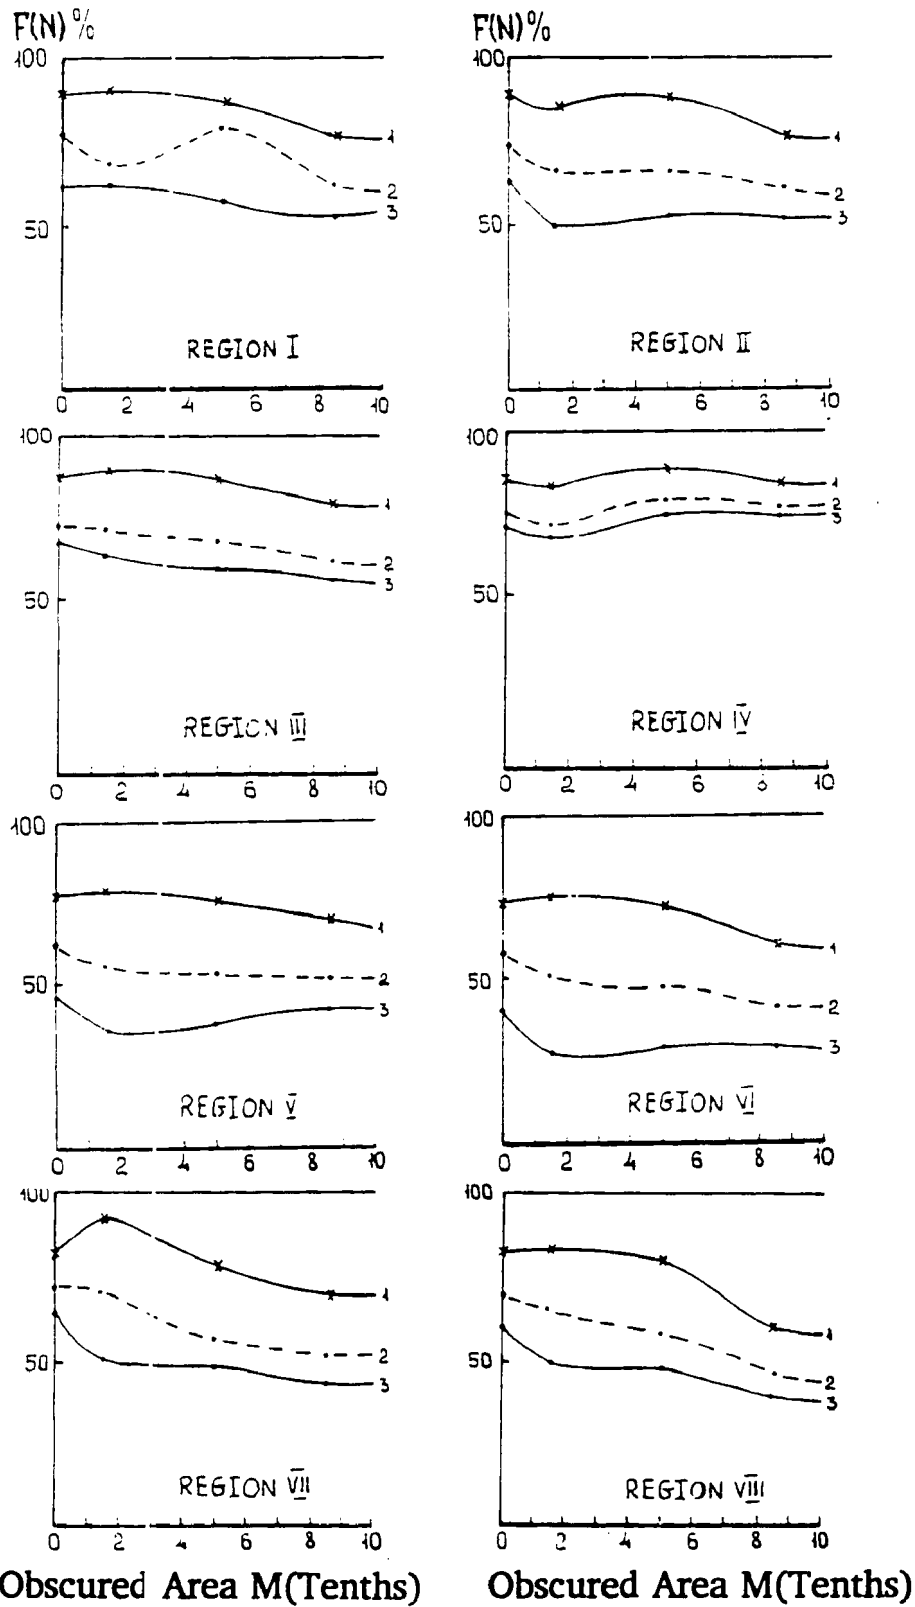 F(N)%
F(N)%
100
50
1
2
3
REGION I
0 2 4 6 8 10
100
50
1
2
3
REGION II
0 2 4 6 8 10
100
50
1
2
3
REGION III
0 2 4 6 8 10
100
50
1
2
3
REGION IV
0 2 4 6 10
100
50
1
2
3
REGION V
0 2 4 6 8 10
100
50
1
2
3
REGION VI
0 2 4 6 8 10
100
50
1
2
3
REGION VII
0 2 4 6 8 10
100
50
1
2
3
REGION VIII
0 2 4 6 8 10
Obscured Area M(Tenths)
Obscured Area M(Tenths)